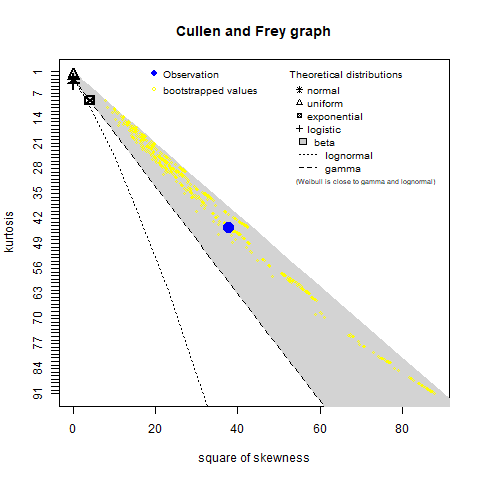 Cullen and Frey graph
Observation
bootstrapped values
Theoretical distributions
normal
uniform
exponential
logistic
beta
lognormal
gamma
(Weibull is close to gamma and lognormal)
kurtosis
1
7
14
21
28
35
42
49
56
63
70
77
84
91
0
20
40
60
80
square of skewness